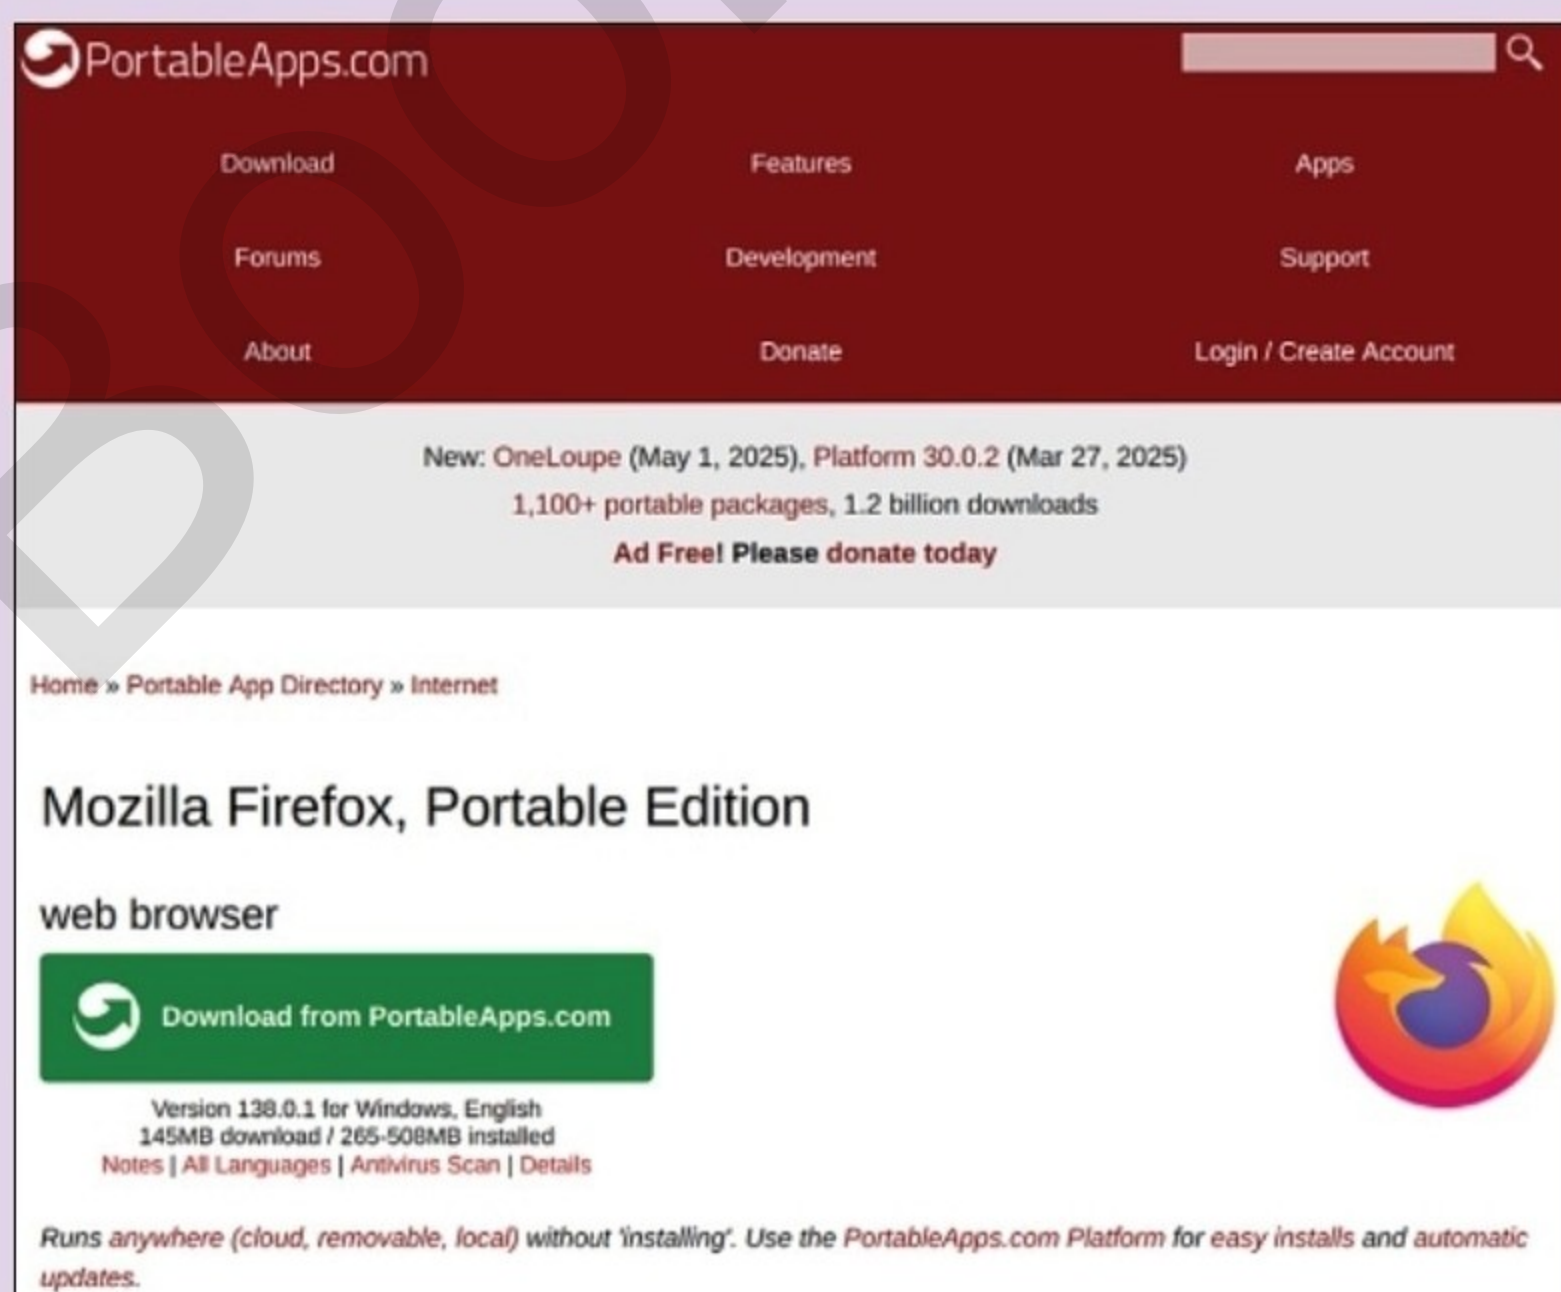 PortableApps.com
Download Features Apps
Forums Development Support
About Donate Login / Create Account
New: OneLoupe (May 1, 2025), Platform 30.0.2 (Mar 27, 2025)
1,100+ portable packages, 1.2 billion downloads
Ad Free! Please donate today
Home » Portable App Directory » Internet
Mozilla Firefox, Portable Edition
web browser
Download from PortableApps.com
Version 138.0.1 for Windows, English
145MB download / 265-508MB installed
Notes | All Languages | Antivirus Scan | Details
Runs anywhere (cloud, removable, local) without 'installing'. Use the PortableApps.com Platform for easy installs and automatic
updates.